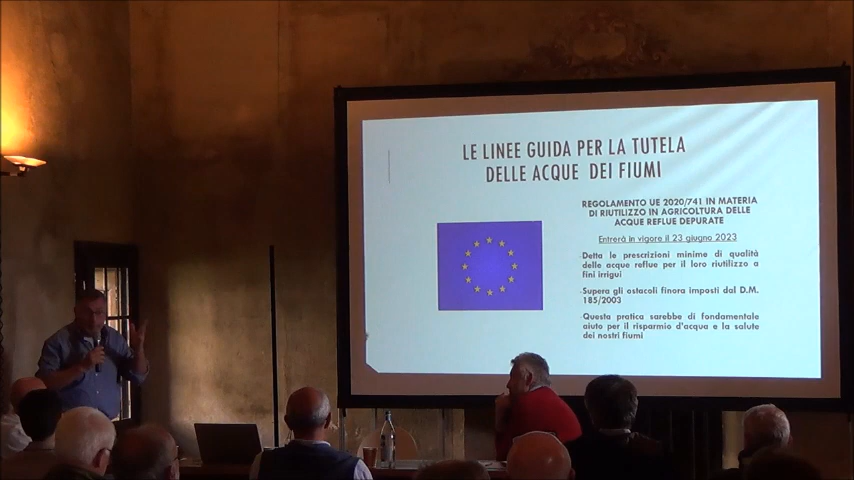 LE LINEE GUIDA PER LA TUTELA
DELLE ACQUE DEI FIUMI
REGOLAMENTO UE 2020/741 IN MATERIA
DI RIUTILIZZO IN AGRICOLTURA DELLE
ACQUE REFLUE DEPURATE
Entrerà in vigore il 23 giugno 2023
-Detta le prescrizioni minime di qualità
delle acque reflue per il loro riutilizzo a
fini irrigui
-Supera gli ostacoli finora imposti dal D.M.
185/2003
-Questa pratica sarebbe di fondamentale
aiuto per il risparmio d'acqua e la salute
dei nostri fiumi